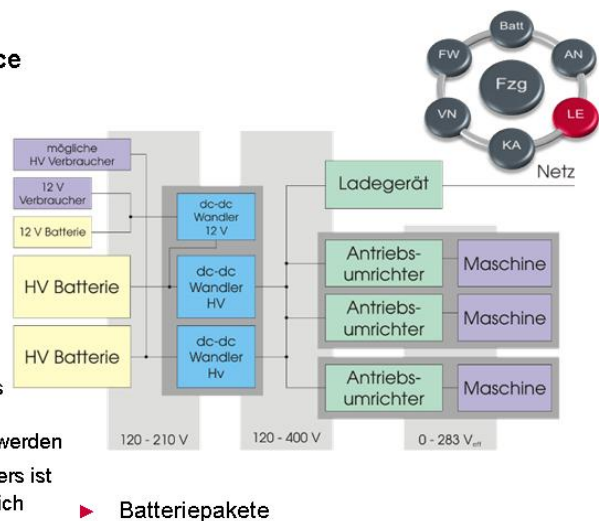 ce
Batt
FW
AN
Fzg
VN
LE
KA
mögliche
HV Verbraucher
12 V
Verbraucher
12 V Batterie
HV Batterie
HV Batterie
dc-dc
Wandler
12 V
dc-dc
Wandler
HV
dc-dc
Wandler
Hv
Ladegerät
Netz
Antriebs-
umrichter
Maschine
Antriebs-
umrichter
Maschine
Antriebs-
umrichter
Maschine
120 - 210 V
120 - 400 V
0 - 283 Veff
s
werden
ers ist
ich
► Batteriepakete